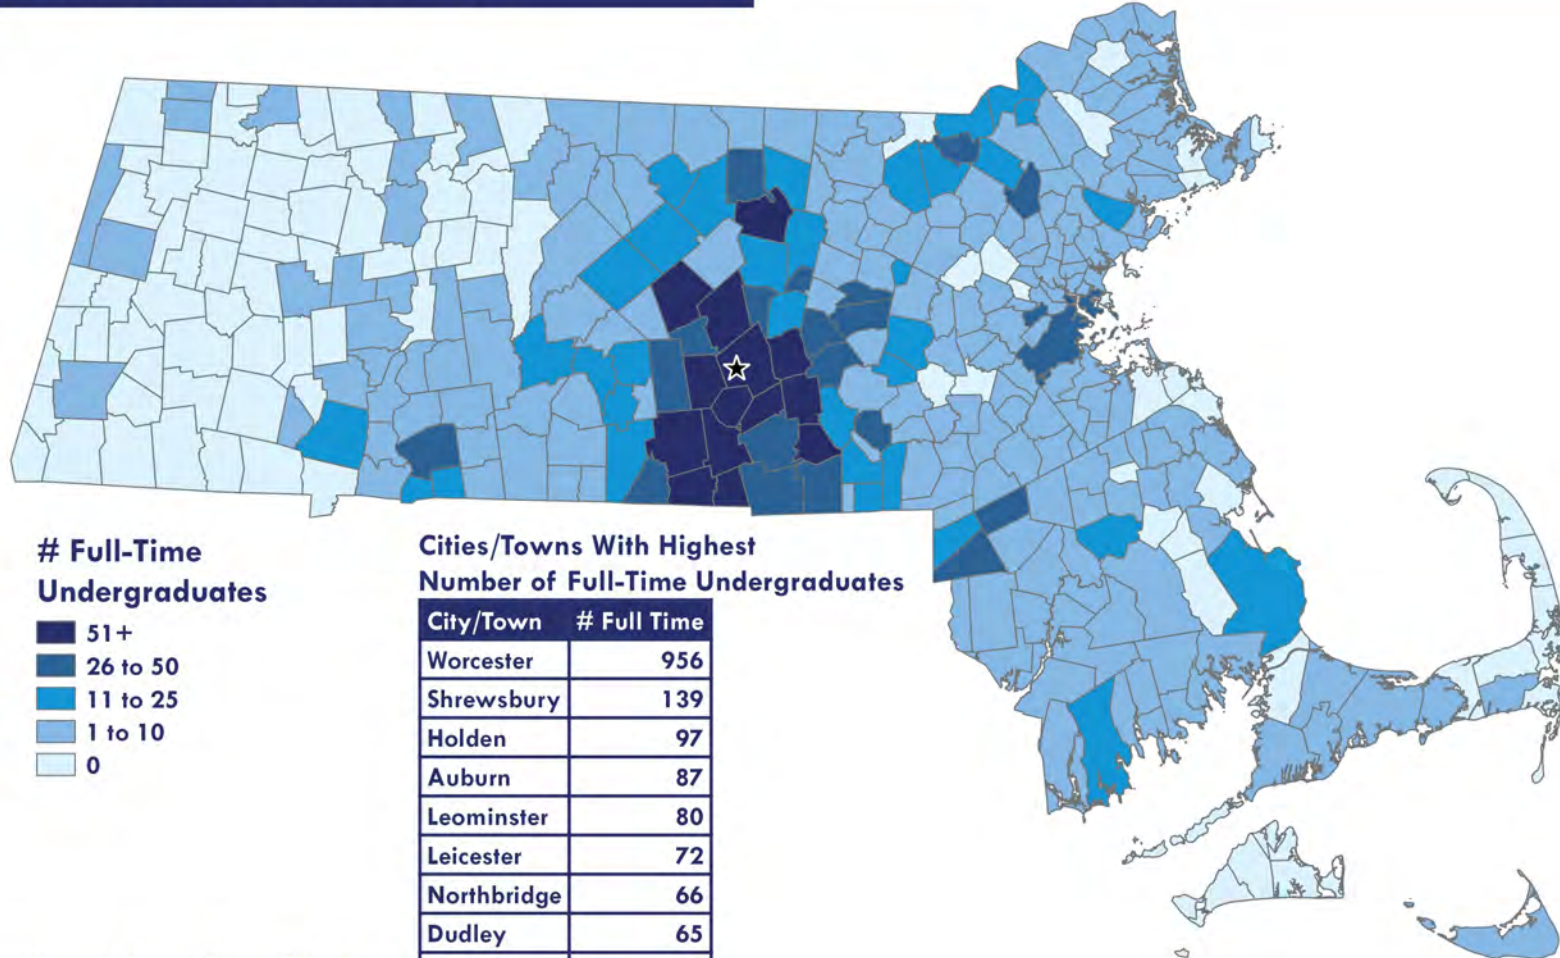 # Full-Time
Undergraduates
51+
26 to 50
11 to 25
1 to 10
0
Cities/Towns With Highest
Number of Full-Time Undergraduates
City/Town # Full Time
Worcester 956
Shrewsbury 139
Holden 97
Auburn 87
Leominster 80
Leicester 72
Northbridge 66
Dudley 65